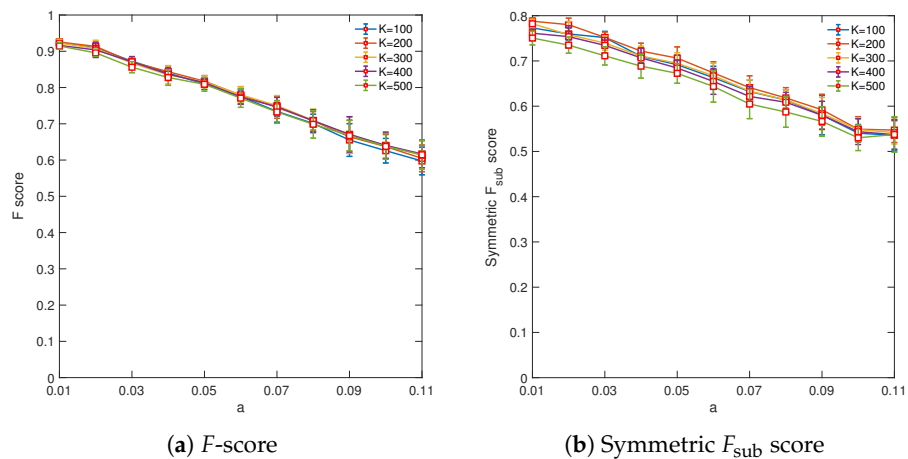 1
0.9
0.8
0.7
0.6
0.5
0.4
0.3
0.2
0.1
0
F score
0.01 0.03 0.05 0.07 0.09 0.11
a
K=100
K=200
K=300
K=400
K=500
(a) F-score
0.8
0.7
0.6
0.5
0.4
0.3
0.2
0.1
0
Symmetric Fsub score
0.01 0.03 0.05 0.07 0.09 0.11
a
K=100
K=200
K=300
K=400
K=500
(b) Symmetric Fsub score